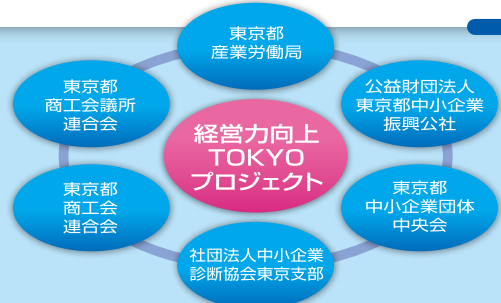 東京都
産業労働局
東京都
商工会議所
連合会
公益財団法人
東京都中小企業
振興公社
経営力向上
TOKYO
プロジェクト
東京都
商工会
連合会
東京都
中小企業団体
中央会
社団法人中小企業
診断協会東京支部